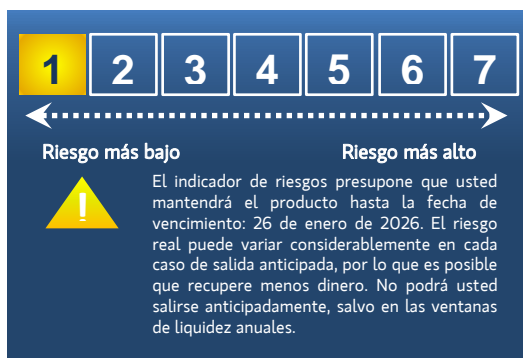 1 2 3 4 5 6 7
Riesgo más bajo Riesgo más alto
!
El indicador de riesgos presupone que usted
mantendrá el producto hasta la fecha de
vencimiento: 26 de enero de 2026. El riesgo
real puede variar considerablemente en cada
caso de salida anticipada, por lo que es posible
que recupere menos dinero. No podrá usted
salirse anticipadamente, salvo en las ventanas
de liquidez anuales.